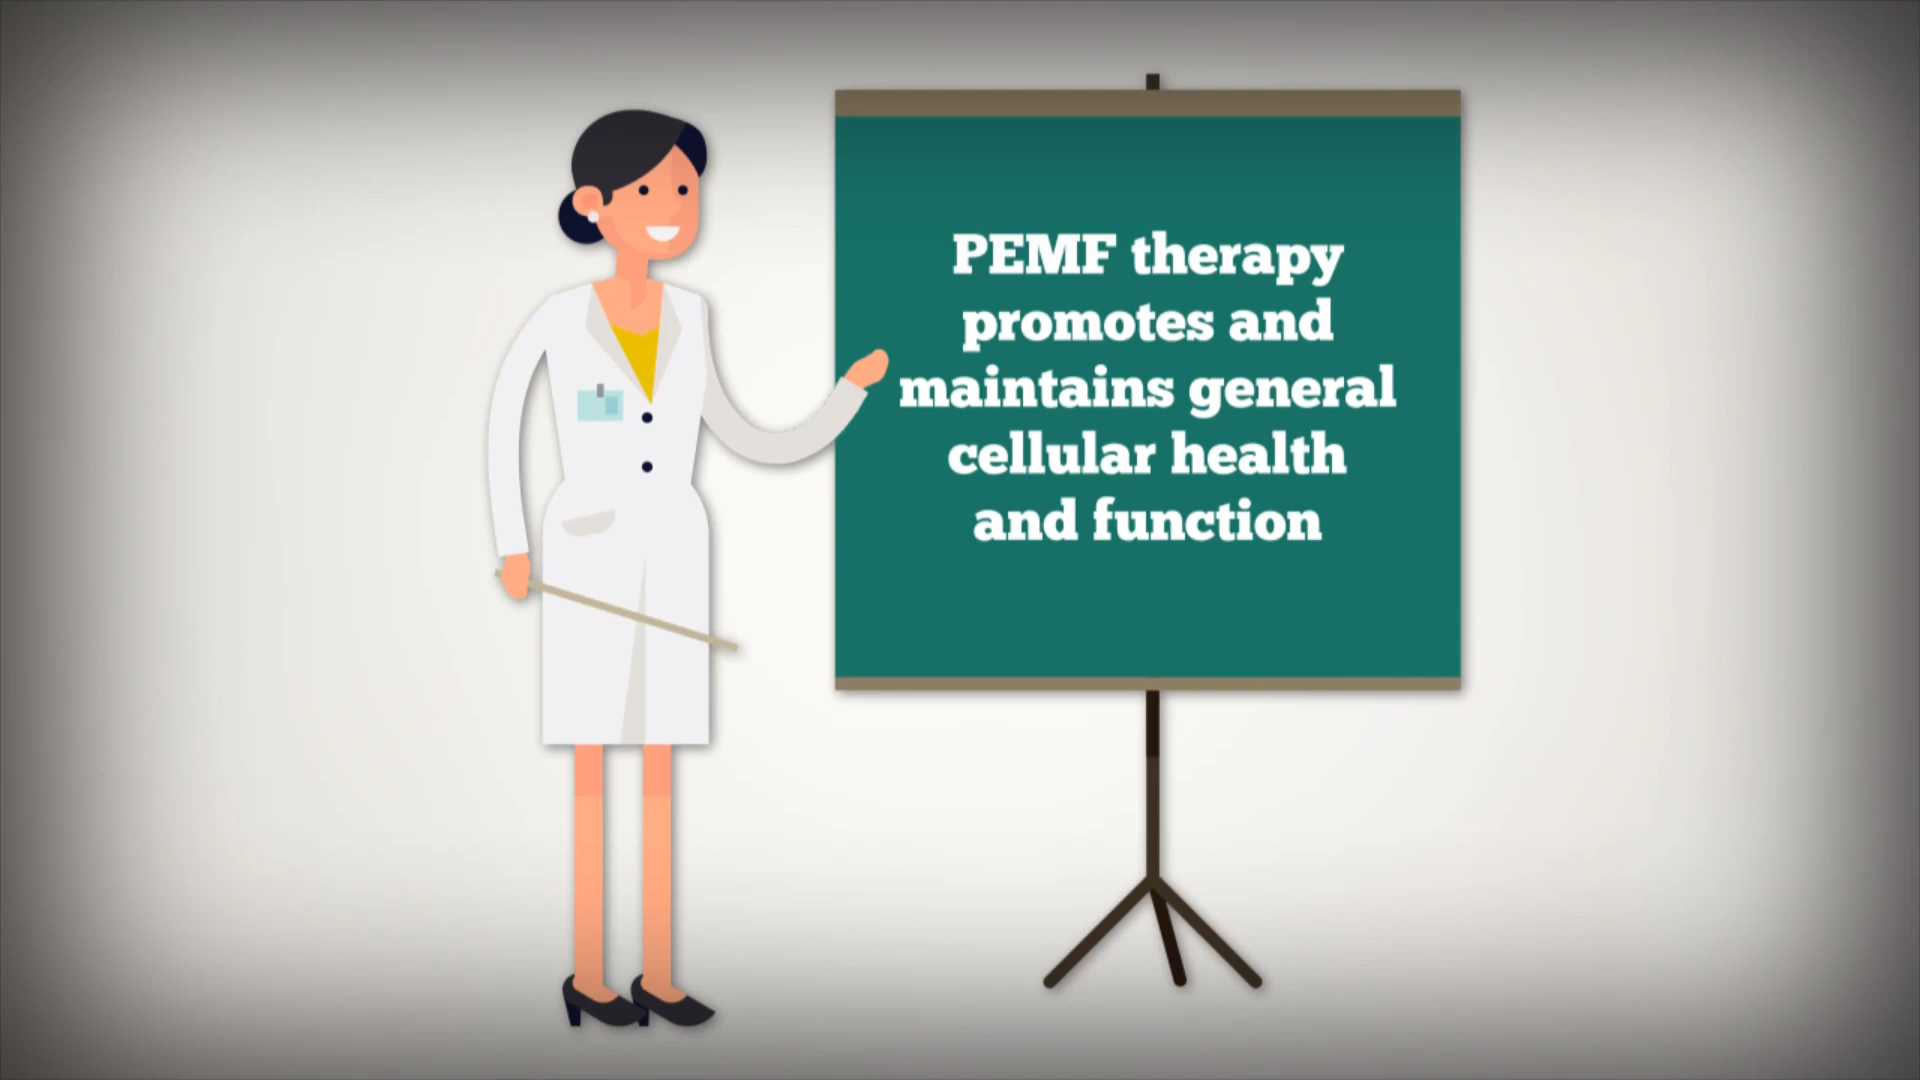 PEMF therapy
promotes and
maintains general
cellular health
and function